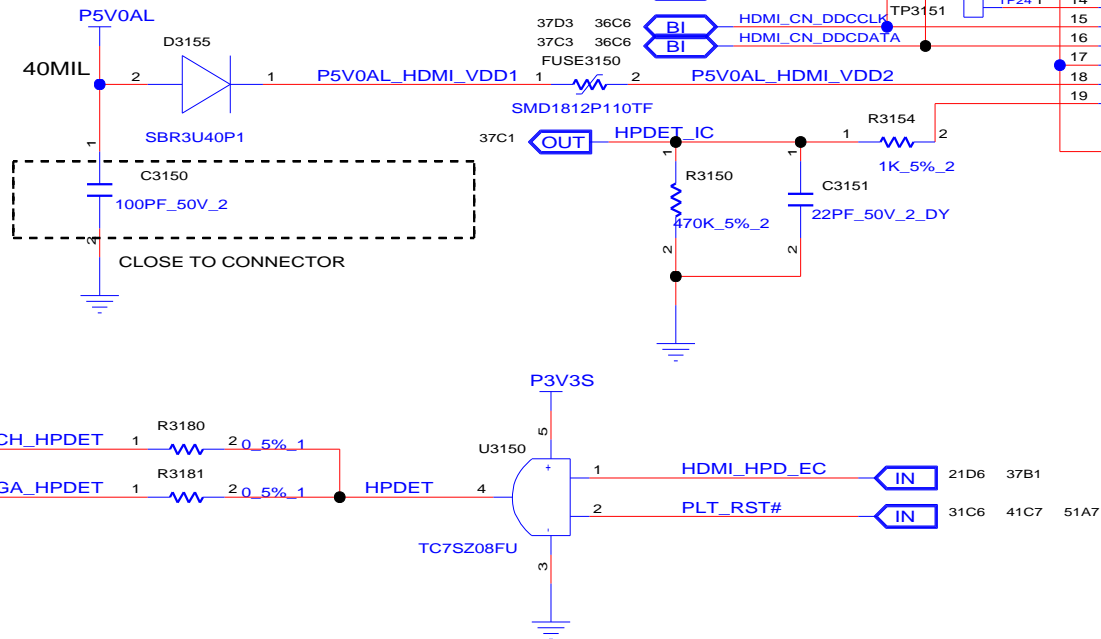 P5V0AL
TP3151
TP24 1
14
37D3 36C6 BI HDMI_CN_DDCCLK 15
D3155
37C3 36C6 BI HDMI_CN_DDCDATA 16
FUSE3150
17
40MIL
2 1 P5V0AL_HDMI_VDD1 1 2 P5V0AL_HDMI_VDD2 18
19
SMD1812P110TF
R3154
SBR3U40P1
37C1 OUT HPDET_IC 1 2
1
1 1
1K_5%_2
C3150
R3150
C3151
100PF_50V_2
22PF_50V_2_DY
470K_5%_2
2
2 2
CLOSE TO CONNECTOR
P3V3S
R3180
5
CH_HPDET 1 2 0_5%_1
U3150
+
1 HDMI_HPD_EC IN 21D6 37B1
R3181
GA_HPDET 1 2 0_5%_1 HPDET 4
2 PLT_RST# IN 31C6 41C7 51A7
-
TC7SZ08FU
3